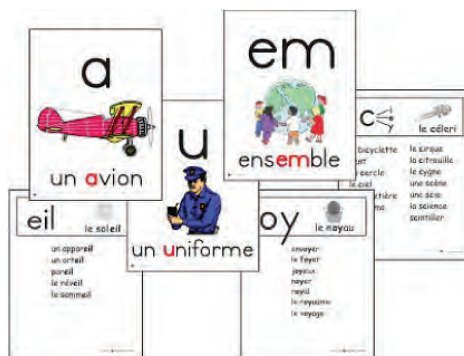 a
un avion
em
ensemble
u
un uniforme
c
le céleri
bicyclette
cercle
le ciel
le cirque
la citrouille
le cygne
une scène
une scie
la science
scintiller
eil
le soleil
un appareil
un orteil
pareil
le réveil
le sommeil
oy
le noyau
envoyer
le foyer
joyeux
noyer
royal
le royaume
le voyage